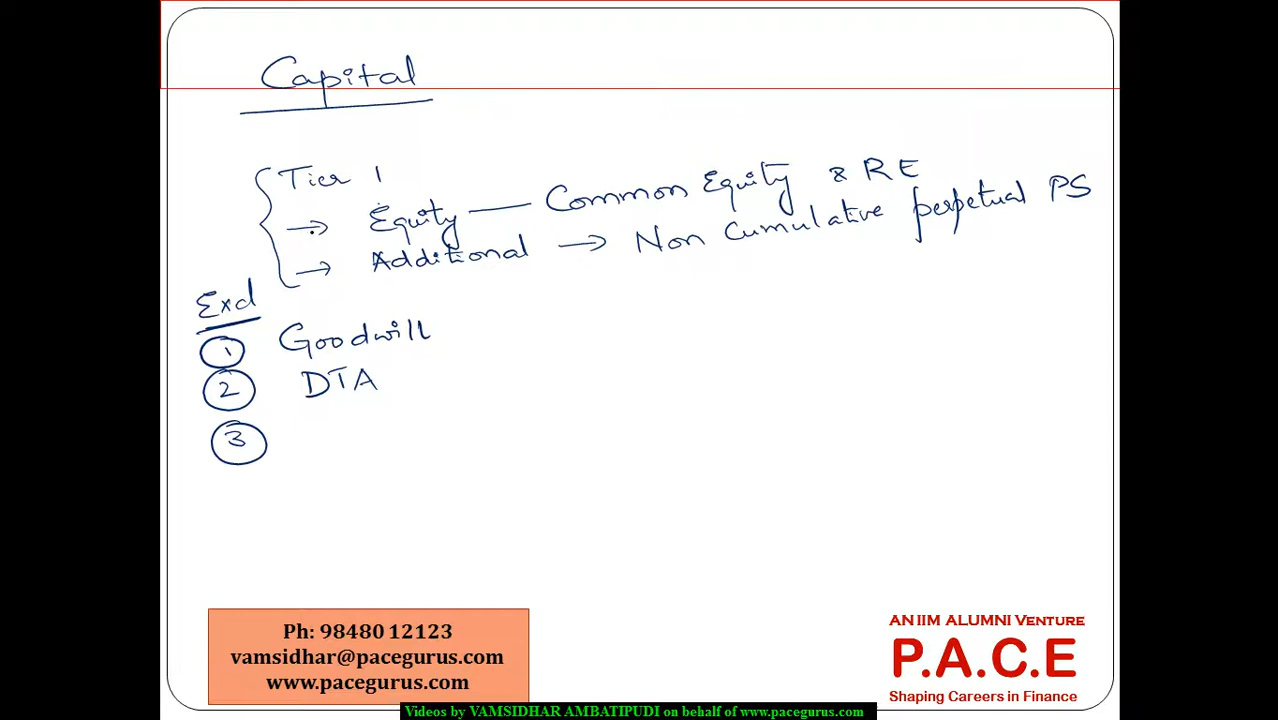 Capital
Tier 1
→ Equity — Common Equity & RE
→ Additional → Non Cumulative perpetual PS
Excl
1 Goodwill
2 DTA
3
Ph: 98480 12123
vamsidhar@pacegurus.com
www.pacegurus.com
AN IIM ALUMNI VENTURE
P.A.C.E
Shaping Careers in Finance
Videos by VAMSIDHAR AMBATIPUDI on behalf of www.pacegurus.com